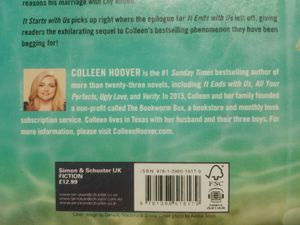 reasons his marriage with Lily
It Starts with Us picks up right where the epilogue for It Ends with Us left off, giving
readers the exhilarating sequel to Colleen's bestselling phenomenon they have been
begging for!
COLLEEN HOOVER is the #1 Sunday Times bestselling author of
more than twenty-three novels, including It Ends with Us, All Your
Perfects, Ugly Love, and Verity. In 2015, Colleen and her family founded
a non-profit called The Bookworm Box, a bookstore and monthly book
subscription service. Colleen lives in Texas with her husband and their three boys. For
more information, please visit ColleenHoover.com.
Simon & Schuster UK
FICTION
£12.99
FSC